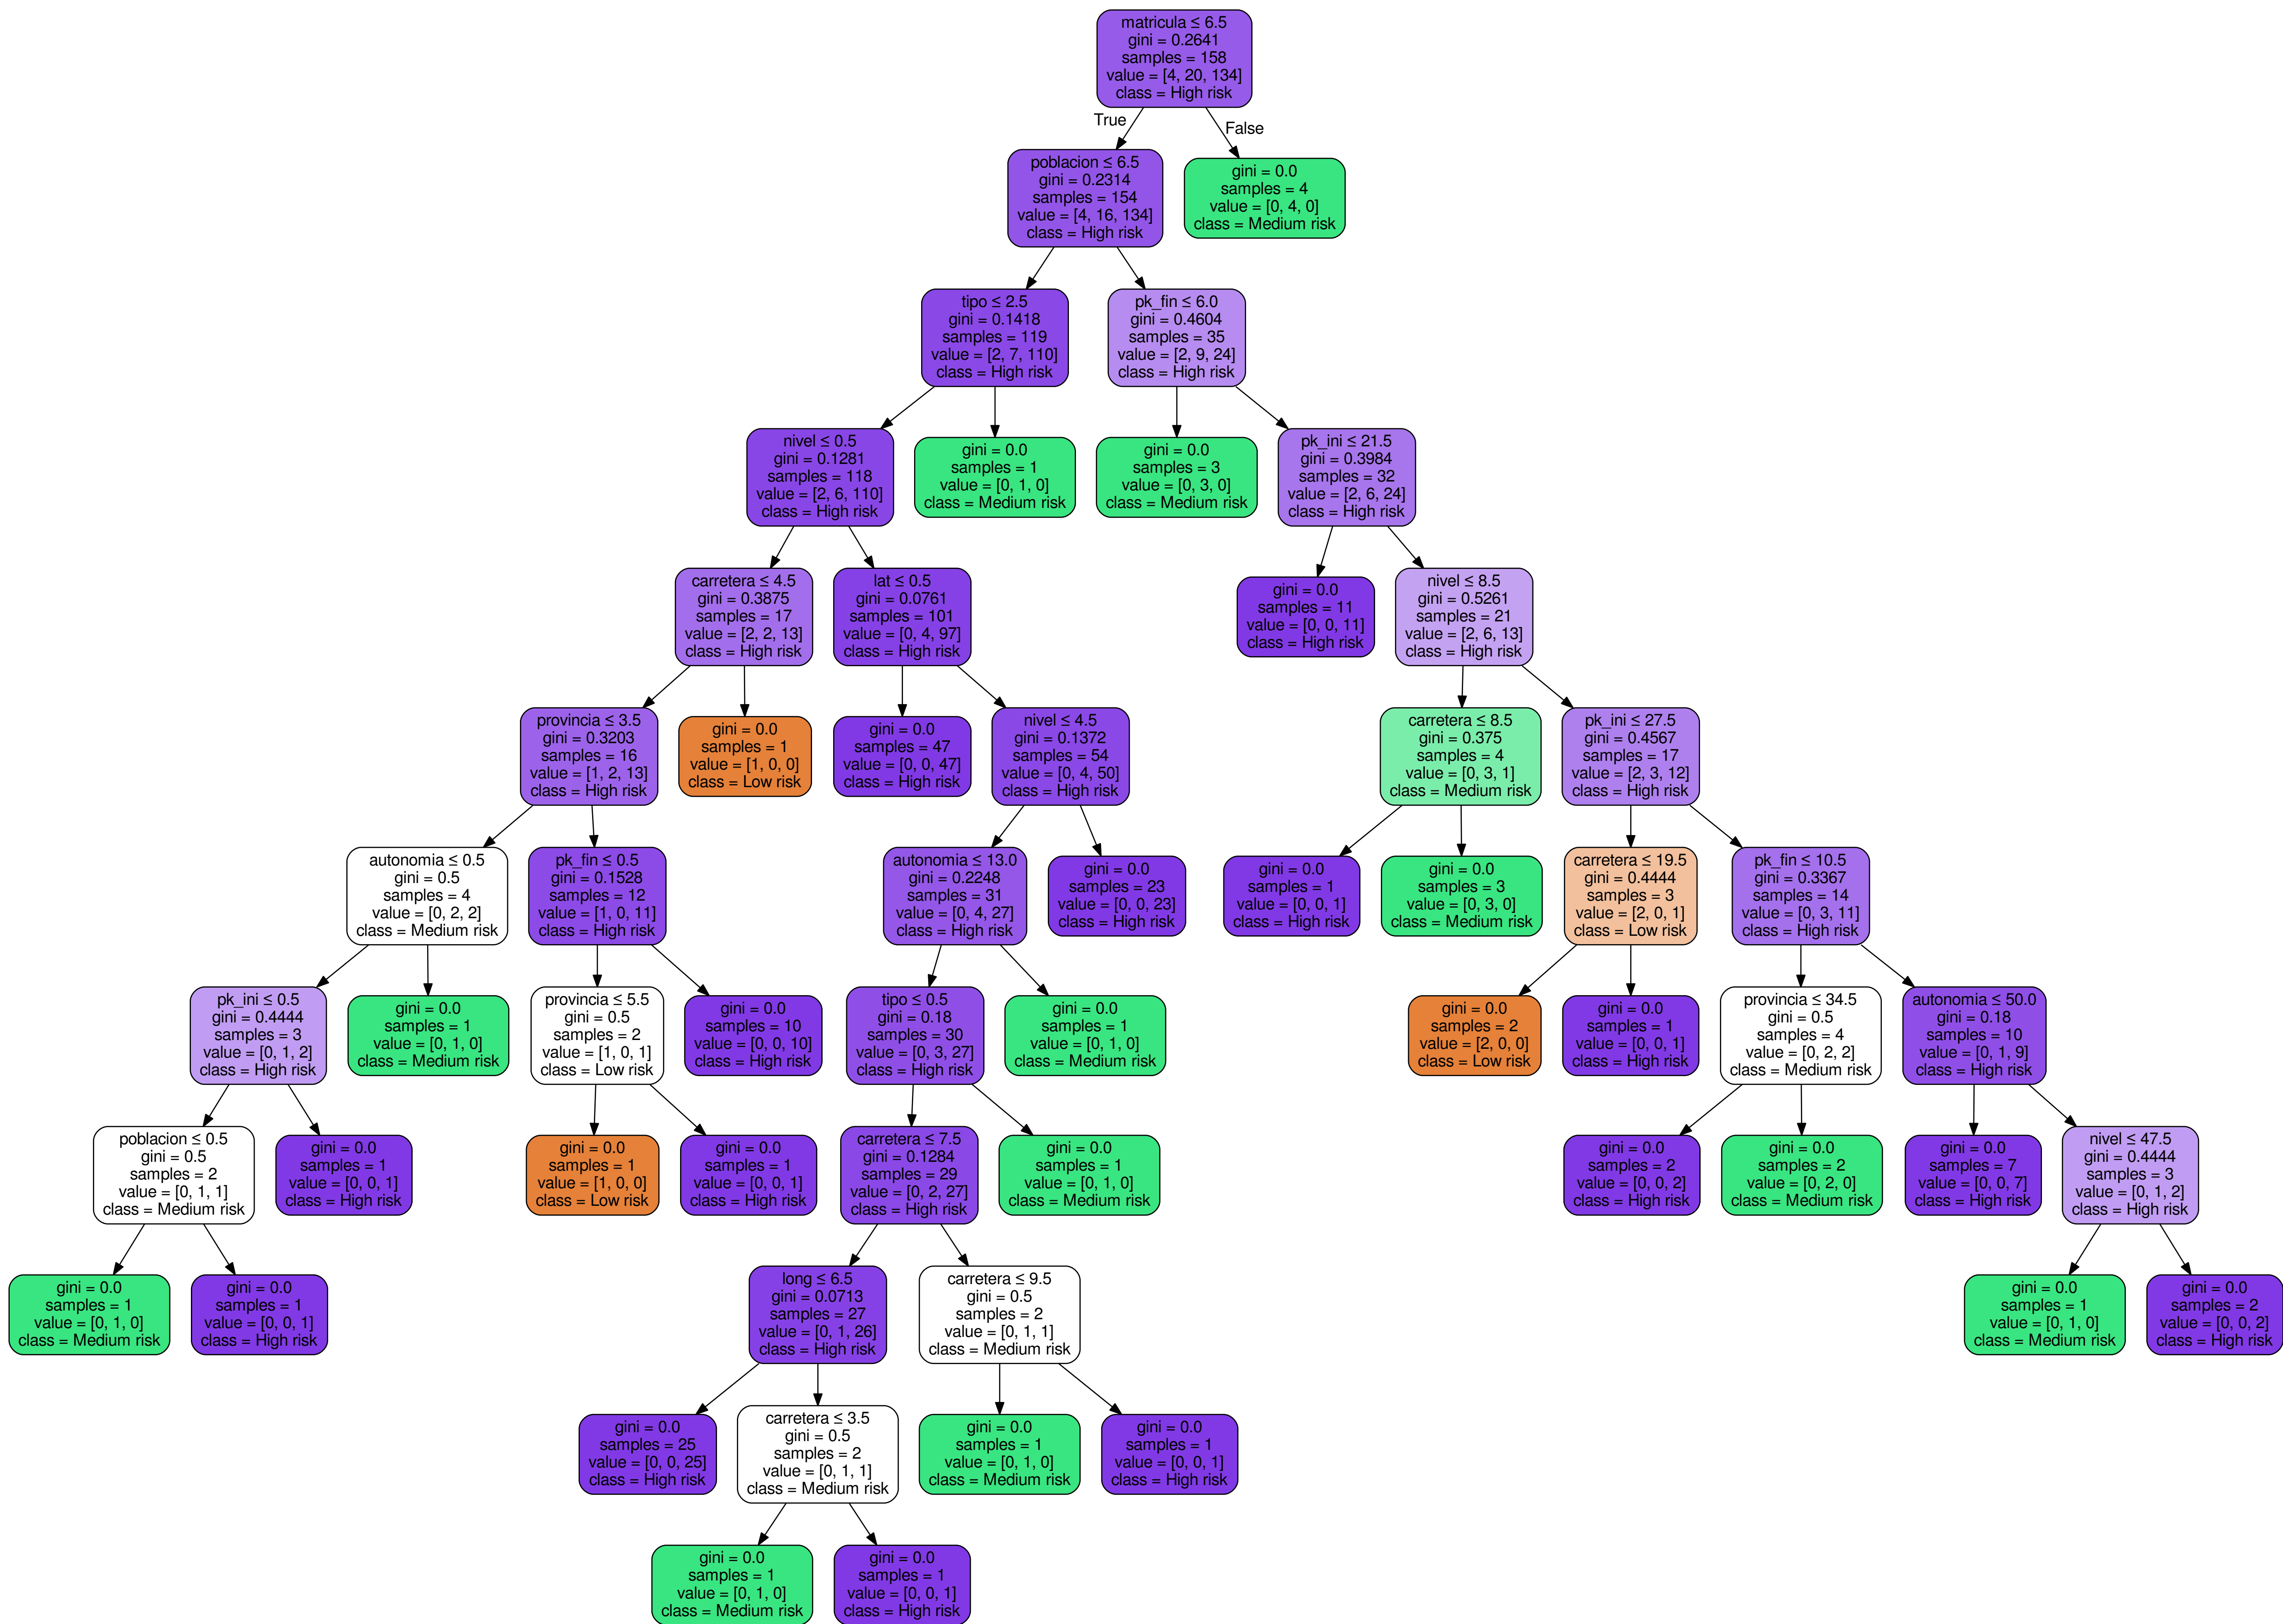 matricula ≤ 6.5
gini = 0.2641
samples = 158
value = [4, 20, 134]
class = High risk
True
False
poblacion ≤ 6.5
gini = 0.2314
samples = 154
value = [4, 16, 134]
class = High risk
gini = 0.0
samples = 4
value = [0, 4, 0]
class = Medium risk
tipo ≤ 2.5
gini = 0.1418
samples = 119
value = [2, 7, 110]
class = High risk
pk_fin ≤ 6.0
gini = 0.4604
samples = 35
value = [2, 9, 24]
class = High risk
nivel ≤ 0.5
gini = 0.1281
samples = 118
value = [2, 6, 110]
class = High risk
gini = 0.0
samples = 1
value = [0, 1, 0]
class = Medium risk
gini = 0.0
samples = 3
value = [0, 3, 0]
class = Medium risk
pk_ini ≤ 21.5
gini = 0.3984
samples = 32
value = [2, 6, 24]
class = High risk
carretera ≤ 4.5
gini = 0.3875
samples = 17
value = [2, 2, 13]
class = High risk
lat ≤ 0.5
gini = 0.0761
samples = 101
value = [0, 4, 97]
class = High risk
gini = 0.0
samples = 11
value = [0, 0, 11]
class = High risk
nivel ≤ 8.5
gini = 0.5261
samples = 21
value = [2, 6, 13]
class = High risk
provincia ≤ 3.5
gini = 0.3203
samples = 16
value = [1, 2, 13]
class = High risk
gini = 0.0
samples = 1
value = [1, 0, 0]
class = Low risk
gini = 0.0
samples = 47
value = [0, 0, 47]
class = High risk
nivel ≤ 4.5
gini = 0.1372
samples = 54
value = [0, 4, 50]
class = High risk
carretera ≤ 8.5
gini = 0.375
samples = 4
value = [0, 3, 1]
class = Medium risk
pk_ini ≤ 27.5
gini = 0.4567
samples = 17
value = [2, 3, 12]
class = High risk
autonomia ≤ 0.5
gini = 0.5
samples = 4
value = [0, 2, 2]
class = Medium risk
pk_fin ≤ 0.5
gini = 0.1528
samples = 12
value = [1, 0, 11]
class = High risk
autonomia ≤ 13.0
gini = 0.2248
samples = 31
value = [0, 4, 27]
class = High risk
gini = 0.0
samples = 23
value = [0, 0, 23]
class = High risk
gini = 0.0
samples = 1
value = [0, 0, 1]
class = High risk
gini = 0.0
samples = 3
value = [0, 3, 0]
class = Medium risk
carretera ≤ 19.5
gini = 0.4444
samples = 3
value = [2, 0, 1]
class = Low risk
pk_fin ≤ 10.5
gini = 0.3367
samples = 14
value = [0, 3, 11]
class = High risk
pk_ini ≤ 0.5
gini = 0.4444
samples = 3
value = [0, 1, 2]
class = High risk
gini = 0.0
samples = 1
value = [0, 1, 0]
class = Medium risk
provincia ≤ 5.5
gini = 0.5
samples = 2
value = [1, 0, 1]
class = Low risk
gini = 0.0
samples = 10
value = [0, 0, 10]
class = High risk
tipo ≤ 0.5
gini = 0.18
samples = 30
value = [0, 3, 27]
class = High risk
gini = 0.0
samples = 1
value = [0, 1, 0]
class = Medium risk
gini = 0.0
samples = 2
value = [2, 0, 0]
class = Low risk
gini = 0.0
samples = 1
value = [0, 0, 1]
class = High risk
provincia ≤ 34.5
gini = 0.5
samples = 4
value = [0, 2, 2]
class = Medium risk
autonomia ≤ 50.0
gini = 0.18
samples = 10
value = [0, 1, 9]
class = High risk
poblacion ≤ 0.5
gini = 0.5
samples = 2
value = [0, 1, 1]
class = Medium risk
gini = 0.0
samples = 1
value = [0, 0, 1]
class = High risk
gini = 0.0
samples = 1
value = [1, 0, 0]
class = Low risk
gini = 0.0
samples = 1
value = [0, 0, 1]
class = High risk
carretera ≤ 7.5
gini = 0.1284
samples = 29
value = [0, 2, 27]
class = High risk
gini = 0.0
samples = 1
value = [0, 1, 0]
class = Medium risk
gini = 0.0
samples = 2
value = [0, 0, 2]
class = High risk
gini = 0.0
samples = 2
value = [0, 2, 0]
class = Medium risk
gini = 0.0
samples = 7
value = [0, 0, 7]
class = High risk
nivel ≤ 47.5
gini = 0.4444
samples = 3
value = [0, 1, 2]
class = High risk
gini = 0.0
samples = 1
value = [0, 1, 0]
class = Medium risk
gini = 0.0
samples = 1
value = [0, 0, 1]
class = High risk
long ≤ 6.5
gini = 0.0713
samples = 27
value = [0, 1, 26]
class = High risk
carretera ≤ 9.5
gini = 0.5
samples = 2
value = [0, 1, 1]
class = Medium risk
gini = 0.0
samples = 1
value = [0, 1, 0]
class = Medium risk
gini = 0.0
samples = 2
value = [0, 0, 2]
class = High risk
gini = 0.0
samples = 25
value = [0, 0, 25]
class = High risk
carretera ≤ 3.5
gini = 0.5
samples = 2
value = [0, 1, 1]
class = Medium risk
gini = 0.0
samples = 1
value = [0, 1, 0]
class = Medium risk
gini = 0.0
samples = 1
value = [0, 0, 1]
class = High risk
gini = 0.0
samples = 1
value = [0, 1, 0]
class = Medium risk
gini = 0.0
samples = 1
value = [0, 0, 1]
class = High risk